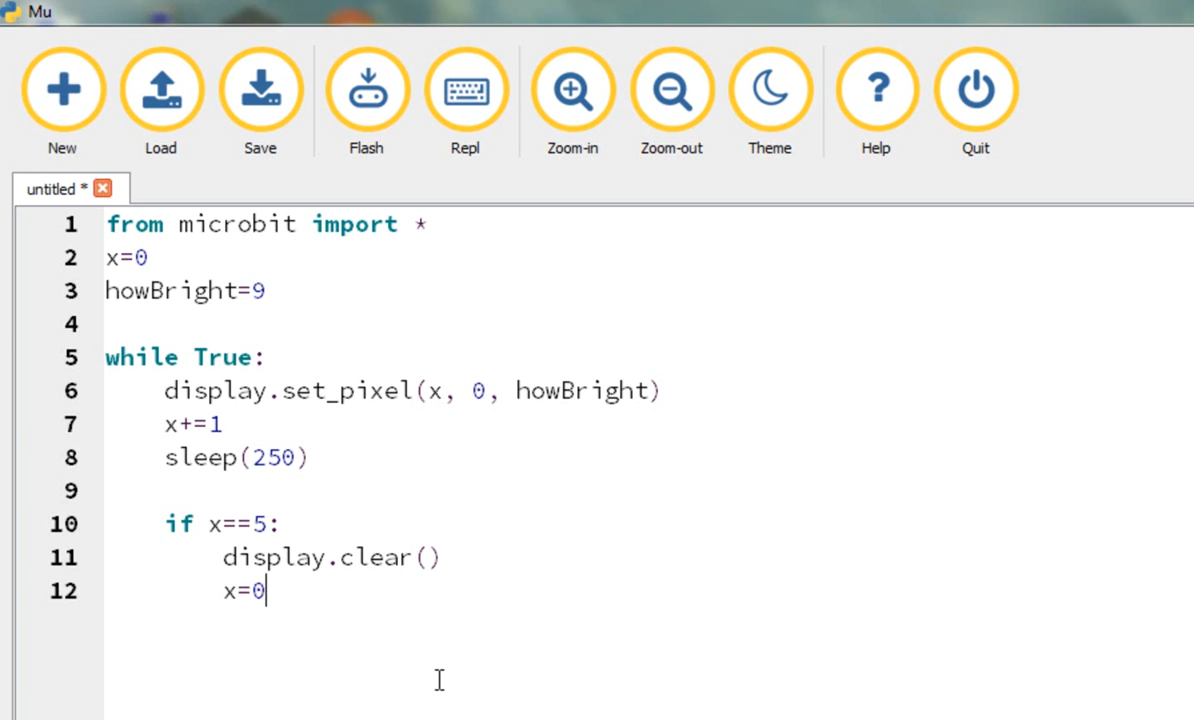 Mu
New Load Save Flash Repl Zoom-in Zoom-out Theme Help Quit
untitled *
1 from microbit import *
2 x=0
3 howBright=9
4
5 while True:
6     display.set_pixel(x, 0, howBright)
7     x+=1
8     sleep(250)
9
10     if x==5:
11         display.clear()
12         x=0